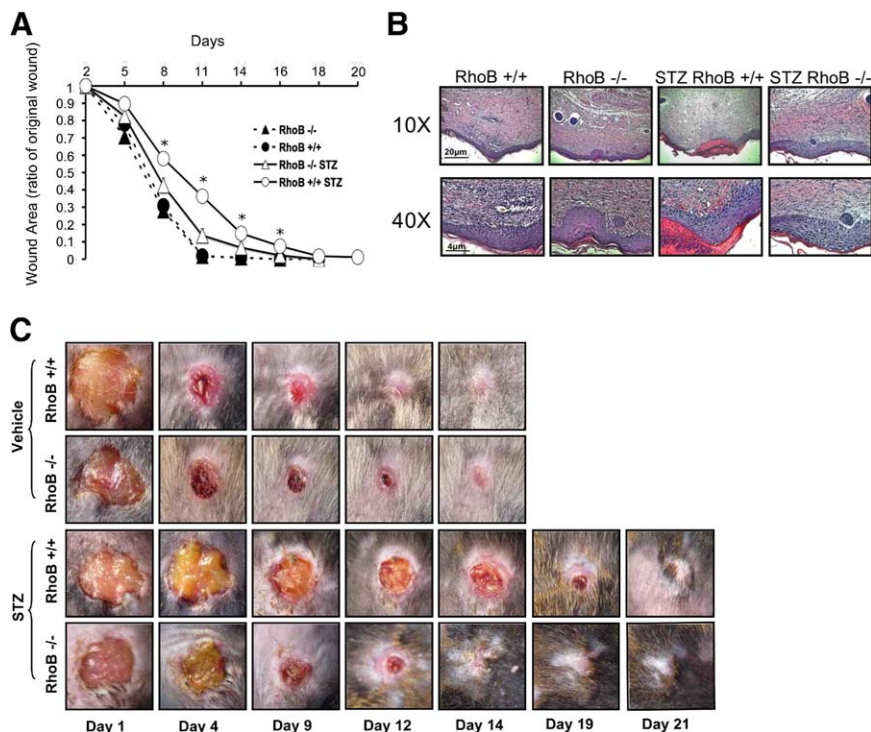 A
Days
2 5 8 11 14 16 18 20
Wound Area (ratio of original wound)
1
0.9
0.8
0.7
0.6
0.5
0.4
0.3
0.2
0.1
0
RhoB -/-
RhoB +/+
RhoB -/- STZ
RhoB +/+ STZ
* * * *
B
RhoB +/+ RhoB -/- STZ RhoB +/+ STZ RhoB -/-
10X
20µm
40X
4µm
C
Vehicle
RhoB +/+
RhoB -/-
STZ
RhoB +/+
RhoB -/-
Day 1 Day 4 Day 9 Day 12 Day 14 Day 19 Day 21